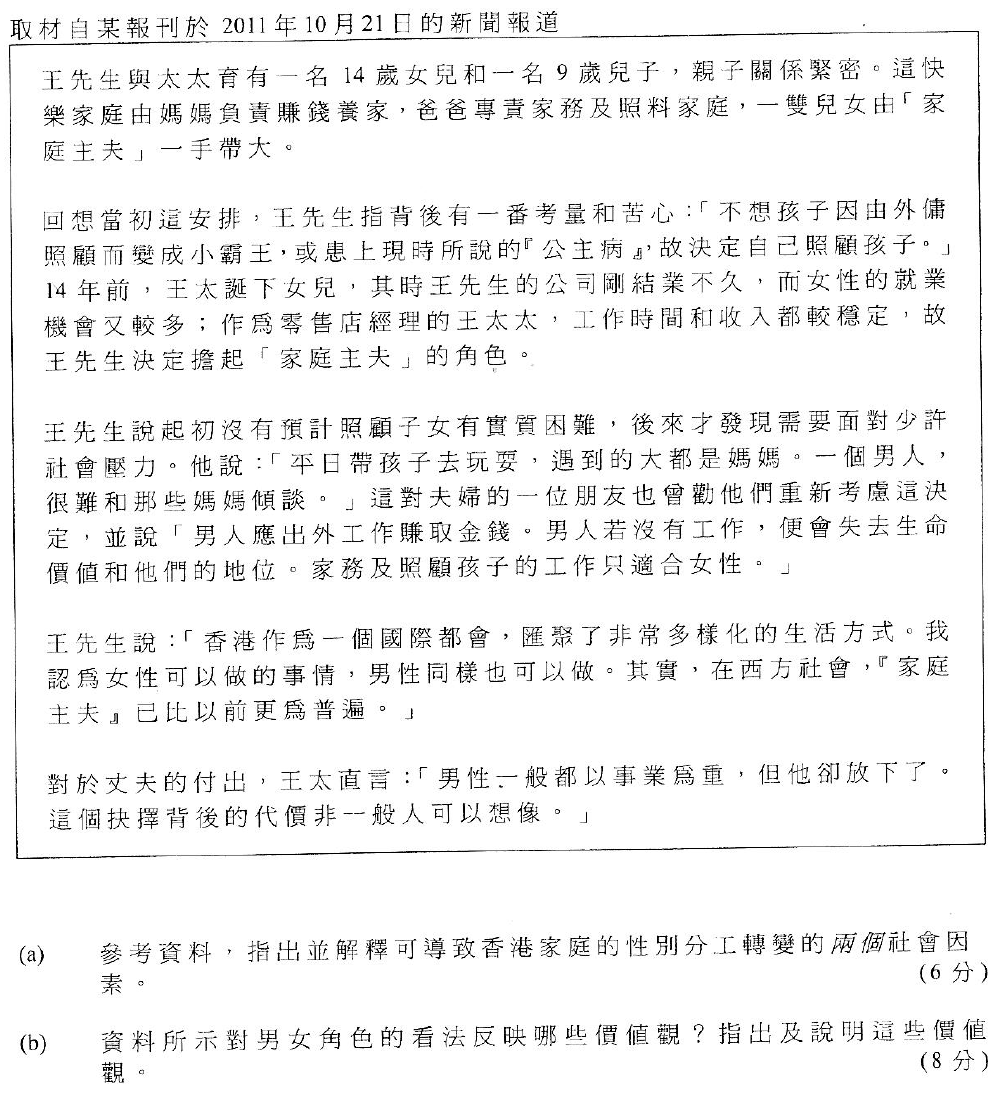 取材自某報刊於 2011年10月21日的新聞報道
王先生與太太育有一名 14 歲女兒和一名 9 歲兒子，親子關係緊密。這快
樂家庭由媽媽負責賺錢養家，爸爸專責家務及照料家庭，一雙兒女由「家
庭主夫」一手帶大。
回想當初這安排，王先生指背後有一番考量和苦心：「不想孩子因由外傭
照顧而變成小霸王，或患上現時所說的『公主病』，故決定自己照顧孩子。」
14 年前，王太誕下女兒，其時王先生的公司剛結業不久，而女性的就業
機會又較多；作為零售店經理的王太太，工作時間和收入都較穩定，故
王先生決定擔起「家庭主夫」的角色。
王先生說起初沒有預計照顧子女有實質困難，後來才發現需要面對少許
社會壓力。他說：「平日帶孩子去玩耍，遇到的大都是媽媽。一個男人，
很難和那些媽媽傾談。」這對夫婦的一位朋友也曾勸他們重新考慮這決
定，並說「男人應出外工作賺取金錢。男人若沒有工作，便會失去生命
價值和他們的地位。家務及照顧孩子的工作只適合女性。」
王先生說：「香港作為一個國際都會，匯聚了非常多樣化的生活方式。我
認為女性可以做的事情，男性同樣也可以做。其實，在西方社會，『家庭
主夫』已比以前更為普遍。」
對於丈夫的付出，王太直言：「男性一般都以事業為重，但他卻放下了。
這個抉擇背後的代價非一般人可以想像。」
(a) 參考資料，指出並解釋可導致香港家庭的性別分工轉變的兩個社會因
素。 (6 分)
(b) 資料所示對男女角色的看法反映哪些價值觀？指出及說明這些價值
觀。 (8 分)